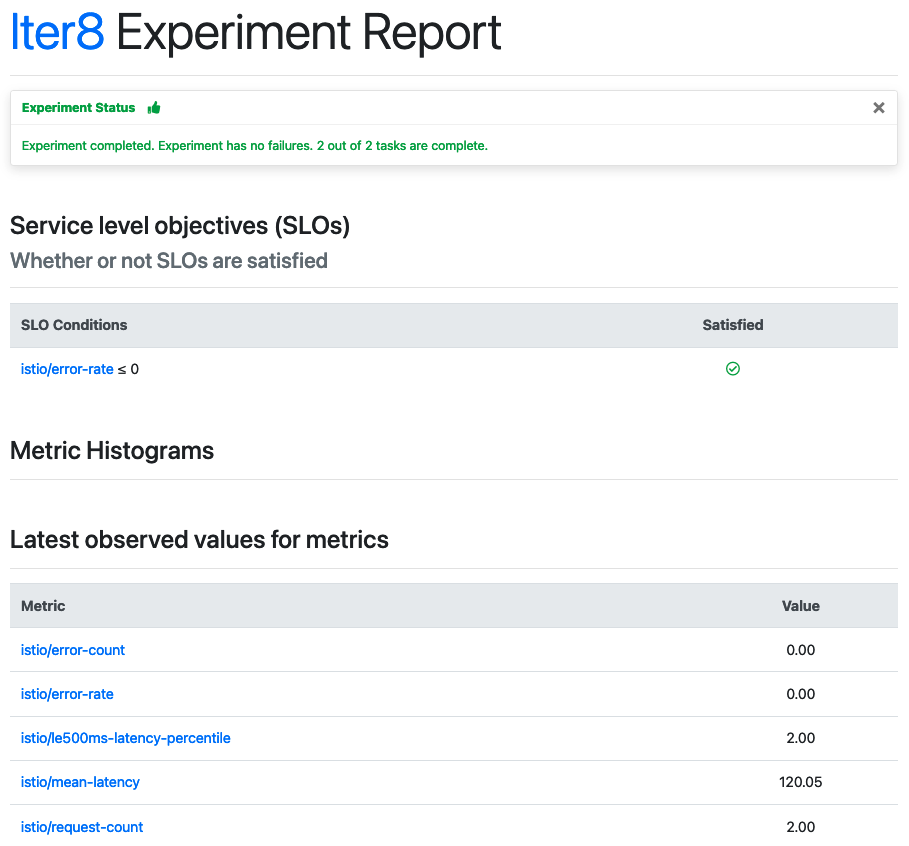 Iter8 Experiment Report
Experiment Status
Experiment completed. Experiment has no failures. 2 out of 2 tasks are complete.
Service level objectives (SLOs)
Whether or not SLOs are satisfied
SLO Conditions Satisfied
istio/error-rate ≤ 0
Metric Histograms
Latest observed values for metrics
Metric Value
istio/error-count 0.00
istio/error-rate 0.00
istio/le500ms-latency-percentile 2.00
istio/mean-latency 120.05
istio/request-count 2.00